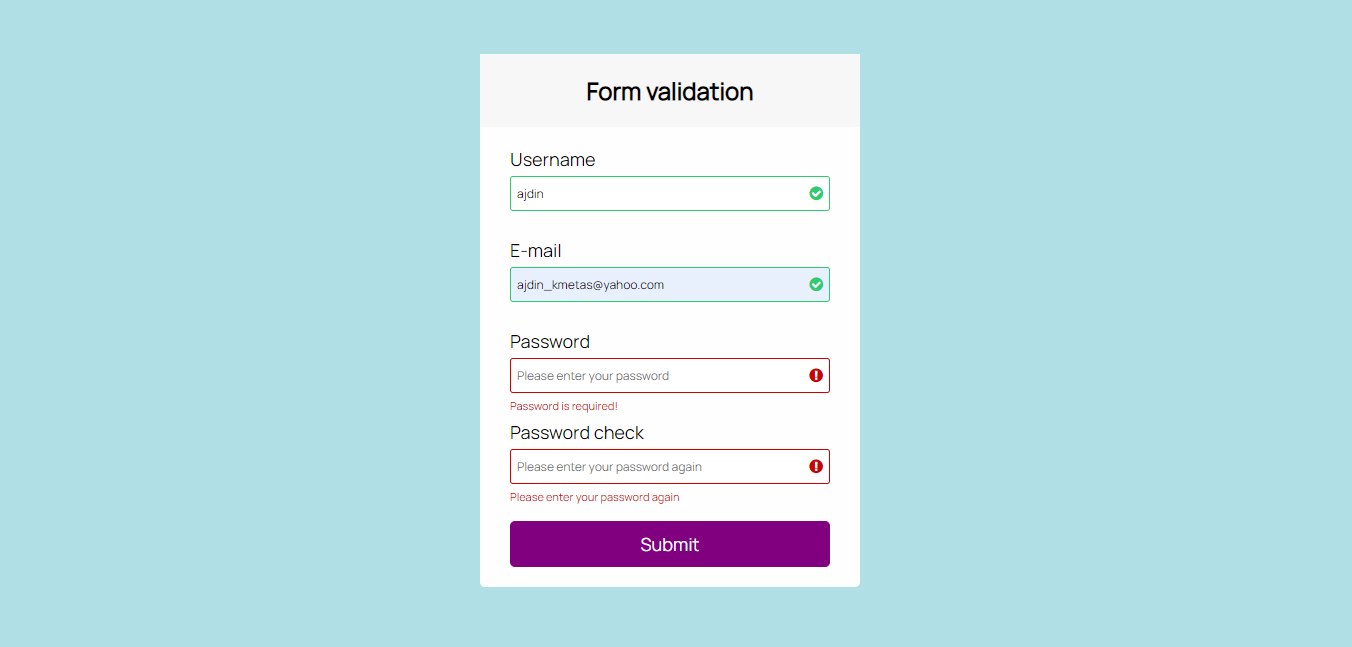 Form validation
Username
ajdin
E-mail
ajdin_kmetas@yahoo.com
Password
Please enter your password
Password is required!
Password check
Please enter your password again
Please enter your password again
Submit